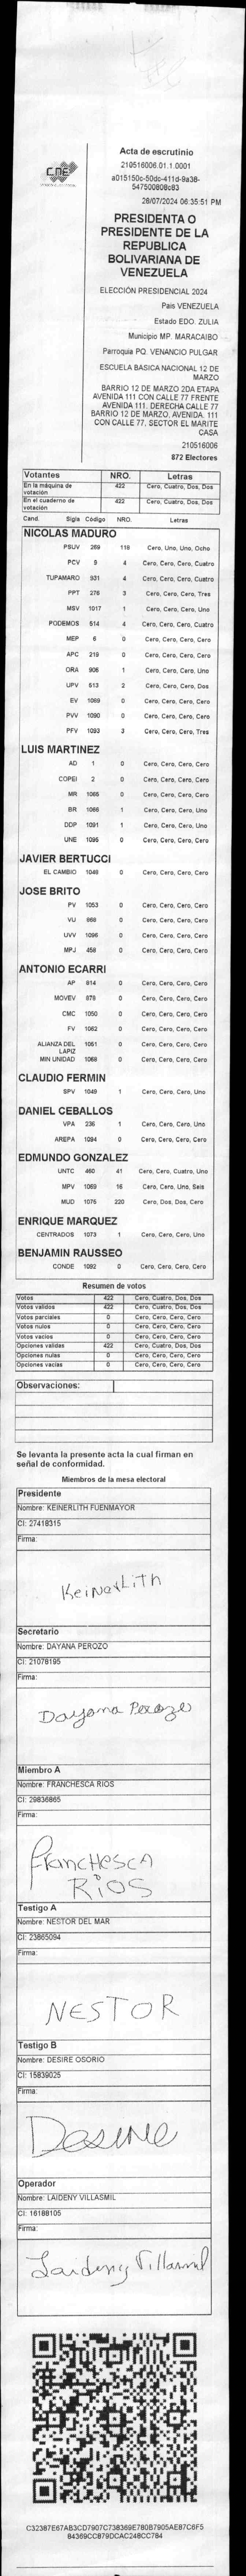 CNE
Acta de escrutinio
210516006.01.1.0001
a015150c-50dc-411d-9a38-
547500808c83
28/07/2024 06:35:51 PM
PRESIDENTA O
PRESIDENTE DE LA
REPUBLICA
BOLIVARIANA DE
VENEZUELA
ELECCIÓN PRESIDENCIAL 2024
Pais VENEZUELA
Estado EDO. ZULIA
Municipio MP. MARACAIBO
Parroquia PQ. VENANCIO PULGAR
ESCUELA BASICA NACIONAL 12 DE
MARZO
BARRIO 12 DE MARZO 2DA ETAPA
AVENIDA 111 CON CALLE 77 FRENTE
AVENIDA 111. DERECHA CALLE 77
BARRIO 12 DE MARZO. AVENIDA. 111
CON CALLE 77, SECTOR EL MARITE
CASA
210516006
872 Electores
Votantes NRO. Letras
En la máquina de votación 422 Cero, Cuatro, Dos, Dos
En el cuaderno de votación 422 Cero, Cuatro, Dos, Dos
Cand. Sigla Código NRO. Letras
NICOLAS MADURO
PSUV 269 118 Cero, Uno, Uno, Ocho
PCV 9 4 Cero, Cero, Cero, Cuatro
TUPAMARO 931 4 Cero, Cero, Cero, Cuatro
PPT 276 3 Cero, Cero, Cero, Tres
MSV 1017 1 Cero, Cero, Cero, Uno
PODEMOS 514 4 Cero, Cero, Cero, Cuatro
MEP 6 0 Cero, Cero, Cero, Cero
APC 219 0 Cero, Cero, Cero, Cero
ORA 906 1 Cero, Cero, Cero, Uno
UPV 513 2 Cero, Cero, Cero, Dos
EV 1089 0 Cero, Cero, Cero, Cero
PVV 1090 0 Cero, Cero, Cero, Cero
PFV 1093 3 Cero, Cero, Cero, Tres
LUIS MARTINEZ
AD 1 0 Cero, Cero, Cero, Cero
COPEI 2 0 Cero, Cero, Cero, Cero
MR 1065 0 Cero, Cero, Cero, Cero
BR 1066 1 Cero, Cero, Cero, Uno
DDP 1091 1 Cero, Cero, Cero, Uno
UNE 1095 0 Cero, Cero, Cero, Cero
JAVIER BERTUCCI
EL CAMBIO 1048 0 Cero, Cero, Cero, Cero
JOSE BRITO
PV 1053 0 Cero, Cero, Cero, Cero
VU 868 0 Cero, Cero, Cero, Cero
UVV 1096 0 Cero, Cero, Cero, Cero
MPJ 458 0 Cero, Cero, Cero, Cero
ANTONIO ECARRI
AP 814 0 Cero, Cero, Cero, Cero
MOVEV 878 0 Cero, Cero, Cero, Cero
CMC 1050 0 Cero, Cero, Cero, Cero
FV 1062 0 Cero, Cero, Cero, Cero
ALIANZA DEL LAPIZ 1051 0 Cero, Cero, Cero, Cero
MIN UNIDAD 1068 0 Cero, Cero, Cero, Cero
CLAUDIO FERMIN
SPV 1049 1 Cero, Cero, Cero, Uno
DANIEL CEBALLOS
VPA 236 1 Cero, Cero, Cero, Uno
AREPA 1094 0 Cero, Cero, Cero, Cero
EDMUNDO GONZALEZ
UNTC 460 41 Cero, Cero, Cuatro, Uno
MPV 1069 16 Cero, Cero, Uno, Seis
MUD 1075 220 Cero, Dos, Dos, Cero
ENRIQUE MARQUEZ
CENTRADOS 1073 1 Cero, Cero, Cero, Uno
BENJAMIN RAUSSEO
CONDE 1092 0 Cero, Cero, Cero, Cero
Resumen de votos
Votos 422 Cero, Cuatro, Dos, Dos
Votos validos 422 Cero, Cuatro, Dos, Dos
Votos parciales 0 Cero, Cero, Cero, Cero
Votos nulos 0 Cero, Cero, Cero, Cero
Votos vacios 0 Cero, Cero, Cero, Cero
Opciones validas 422 Cero, Cuatro, Dos, Dos
Opciones nulas 0 Cero, Cero, Cero, Cero
Opciones vacias 0 Cero, Cero, Cero, Cero
Observaciones:
Se levanta la presente acta la cual firman en
señal de conformidad.
Miembros de la mesa electoral
Presidente
Nombre: KEINERLITH FUENMAYOR
CI: 27418315
Firma:
Keinerlith
Secretario
Nombre: DAYANA PEROZO
CI: 21078195
Firma:
Dayana Perozo
Miembro A
Nombre: FRANCHESCA RIOS
CI: 29836865
Firma:
FRANCHESCA
RIOS
Testigo A
Nombre: NESTOR DEL MAR
CI: 23865094
Firma:
NESTOR
Testigo B
Nombre: DESIRE OSORIO
CI: 15839025
Firma:
Desire
Operador
Nombre: LAIDENY VILLASMIL
CI: 16188105
Firma:
Laideny Villasmil
C32387E67AB3CD7907C738369E780B7905AE87C6F5
84369CC879DCAC248CC784